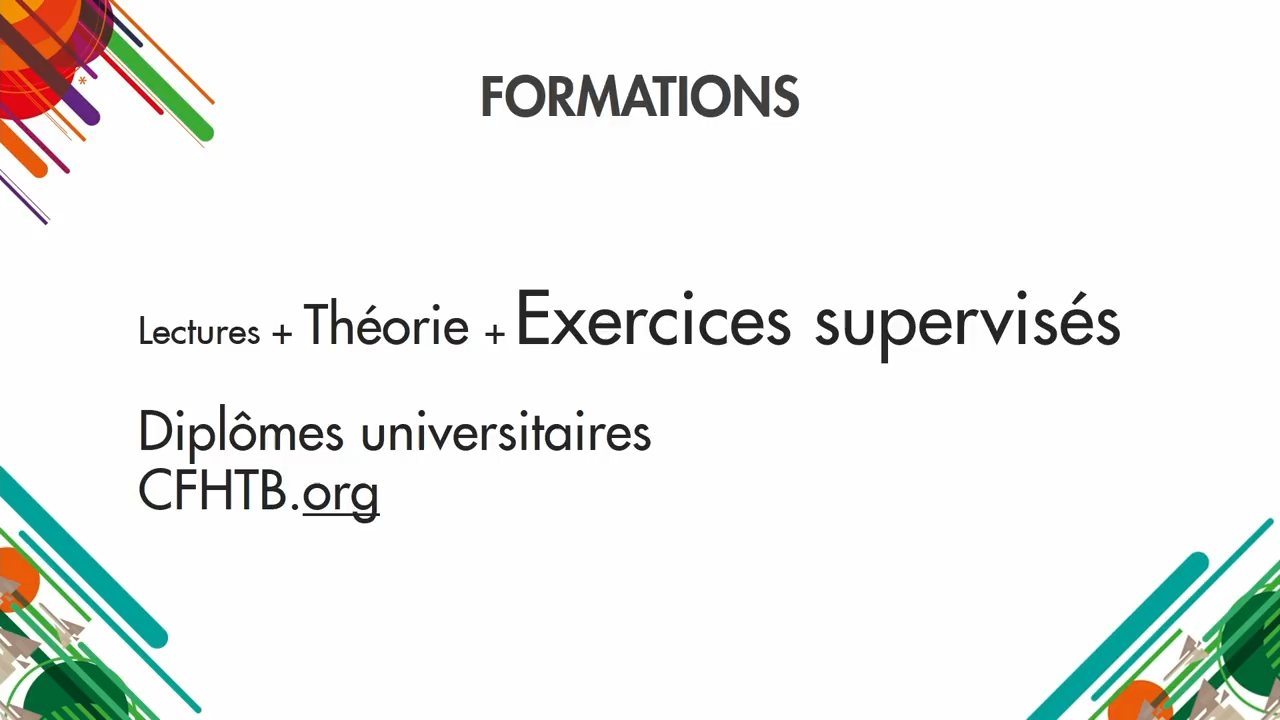 FORMATIONS
Lectures + Théorie + Exercices supervisés
Diplômes universitaires
CFHTB.org